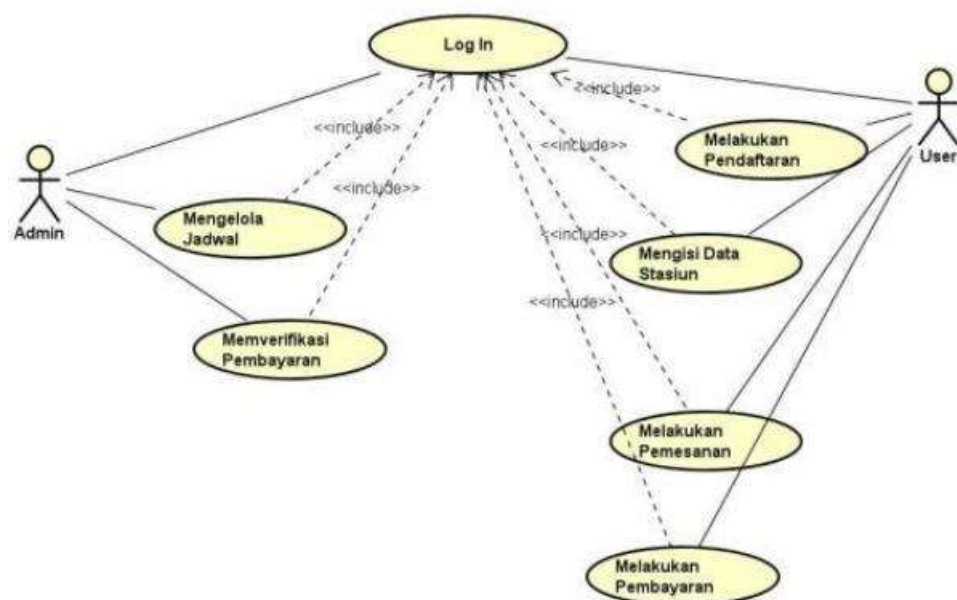 Log In
<<include>>
<<include>>
Melakukan
Pendaftaran
User
<<include>>
<<include>>
<<include>>
Admin
Mengelola
Jadwal
<<include>>
Mengisi Data
Stasiun
<<include>>
Memverifikasi
Pembayaran
Melakukan
Pemesanan
Melakukan
Pembayaran